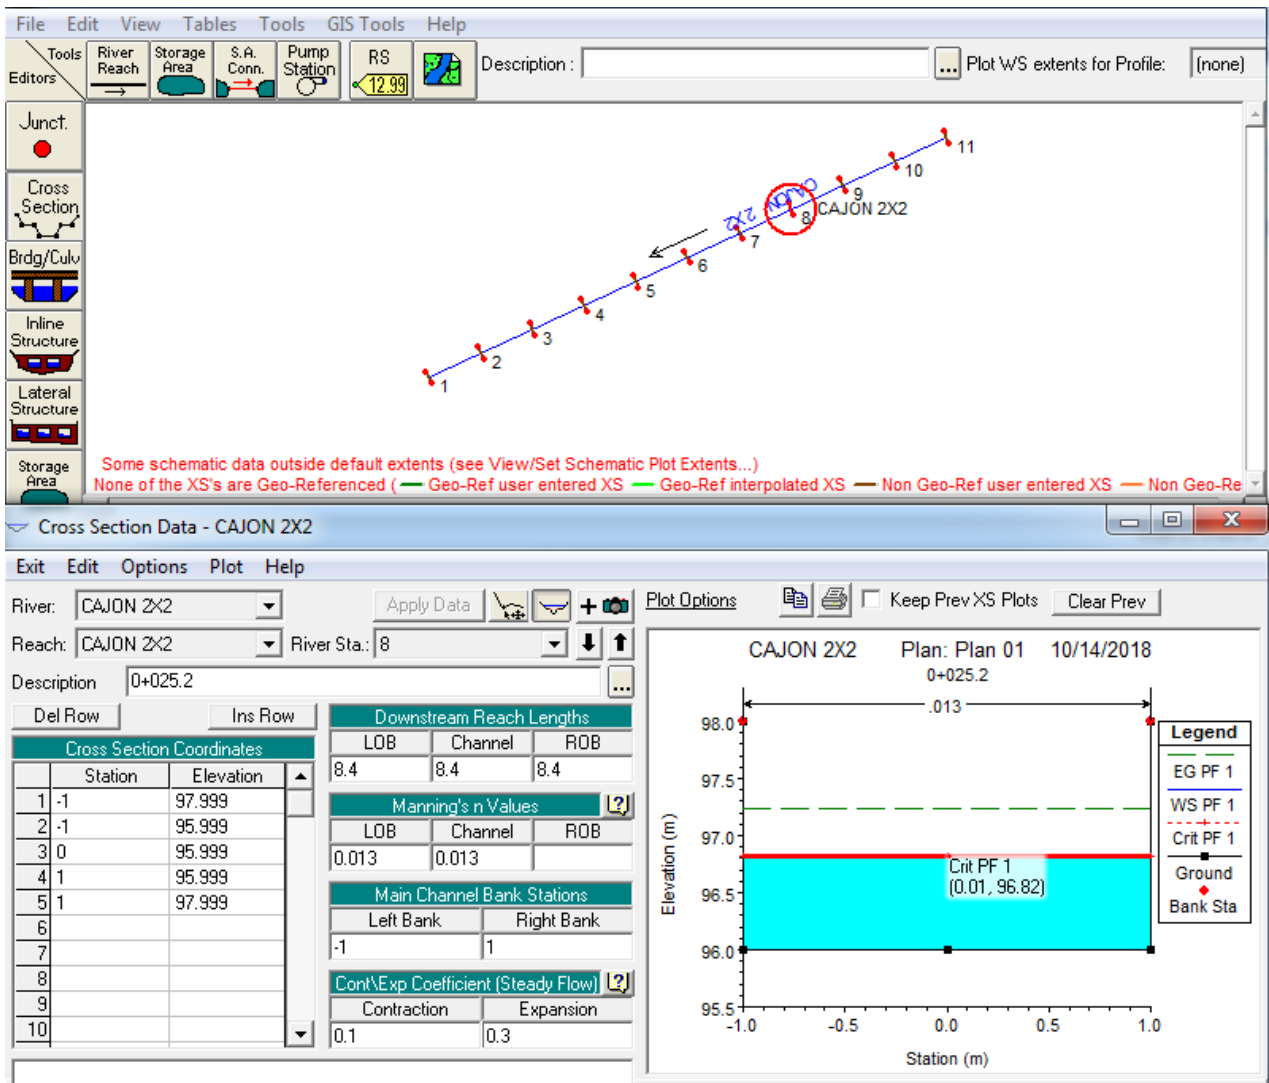 File Edit View Tables Tools GIS Tools Help
Tools
Editors
River Reach
Storage Area
S.A. Conn.
Pump Station
RS
12.99
Description :
...
Plot WS extents for Profile:
(none)
Junct.
Cross Section
Brdg/Culv
Inline Structure
Lateral Structure
Storage Area
11
10
9
CAJON 2X2
CAJON 2X2
8
7
6
5
4
3
2
1
Some schematic data outside default extents (see View/Set Schematic Plot Extents...)
None of the XS's are Geo-Referenced ( Geo-Ref user entered XS Geo-Ref interpolated XS Non Geo-Ref user entered XS Non Geo-Re
Cross Section Data - CAJON 2X2
Exit Edit Options Plot Help
River: CAJON 2X2 Apply Data
Reach: CAJON 2X2 River Sta.: 8
Description 0+025.2 ...
Del Row Ins Row
Cross Section Coordinates
Station Elevation
1 -1 97.999
2 -1 95.999
3 0 95.999
4 1 95.999
5 1 97.999
6
7
8
9
10
Downstream Reach Lengths
LOB Channel ROB
8.4 8.4 8.4
Manning's n Values
LOB Channel ROB
0.013 0.013
Main Channel Bank Stations
Left Bank Right Bank
-1 1
Cont\Exp Coefficient (Steady Flow)
Contraction Expansion
0.1 0.3
Plot Options Keep Prev XS Plots Clear Prev
CAJON 2X2 Plan: Plan 01 10/14/2018
0+025.2
.013
98.0
97.5
97.0
96.5
96.0
95.5
Elevation (m)
Crit PF 1
(0.01, 96.82)
-1.0 -0.5 0.0 0.5 1.0
Station (m)
Legend
EG PF 1
WS PF 1
Crit PF 1
Ground
Bank Sta